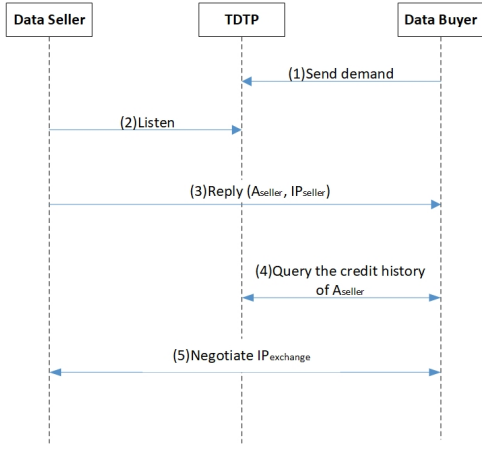 Data Seller
TDTP
Data Buyer
(1)Send demand
(2)Listen
(3)Reply (Aseller, IPseller)
(4)Query the credit history
of Aseller
(5)Negotiate IPexchange